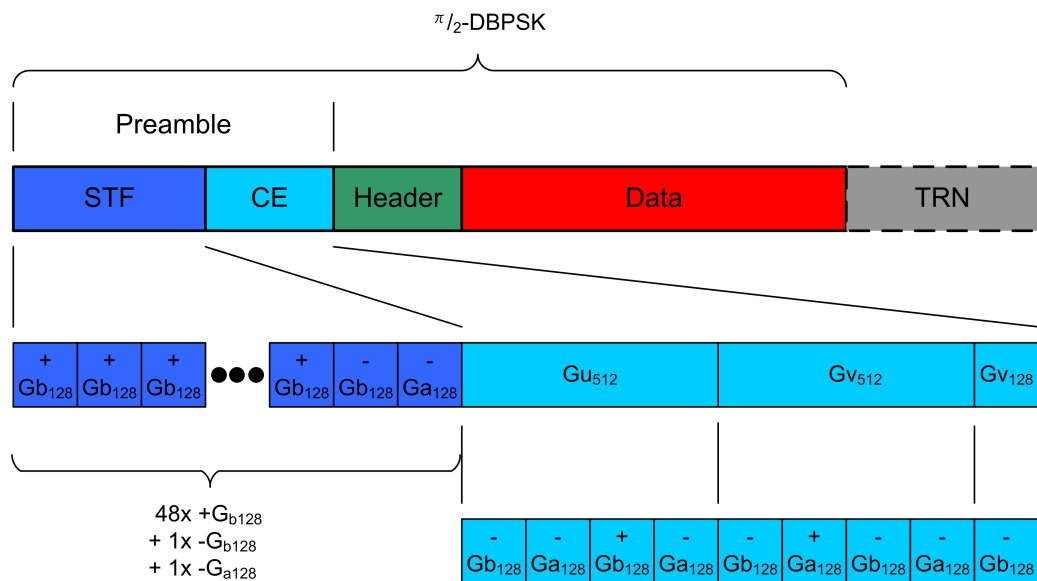 π/2-DBPSK
Preamble
STF CE Header Data TRN
+ + + + - -
Gb128 Gb128 Gb128 ●●● Gb128 Gb128 Ga128 Gu512 Gv512 Gv128
48x +Gb128
+ 1x -Gb128
+ 1x -Ga128
- - + - - + - - -
Gb128 Ga128 Gb128 Ga128 Gb128 Ga128 Gb128 Ga128 Gb128